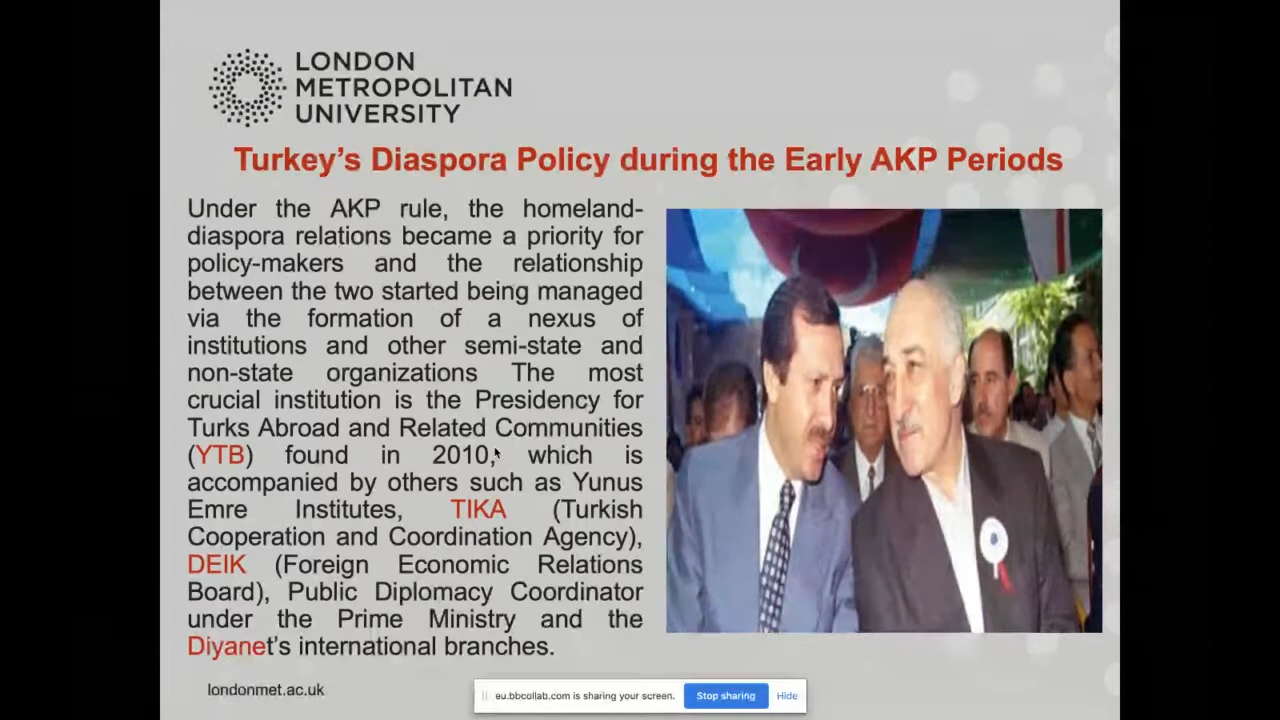 LONDON
METROPOLITAN
UNIVERSITY
Turkey’s Diaspora Policy during the Early AKP Periods
Under the AKP rule, the homeland-
diaspora relations became a priority for
policy-makers and the relationship
between the two started being managed
via the formation of a nexus of
institutions and other semi-state and
non-state organizations The most
crucial institution is the Presidency for
Turks Abroad and Related Communities
(YTB) found in 2010, which is
accompanied by others such as Yunus
Emre Institutes, TIKA (Turkish
Cooperation and Coordination Agency),
DEIK (Foreign Economic Relations
Board), Public Diplomacy Coordinator
under the Prime Ministry and the
Diyanet’s international branches.
londonmet.ac.uk
eu.bbcollab.com is sharing your screen. Stop sharing Hide